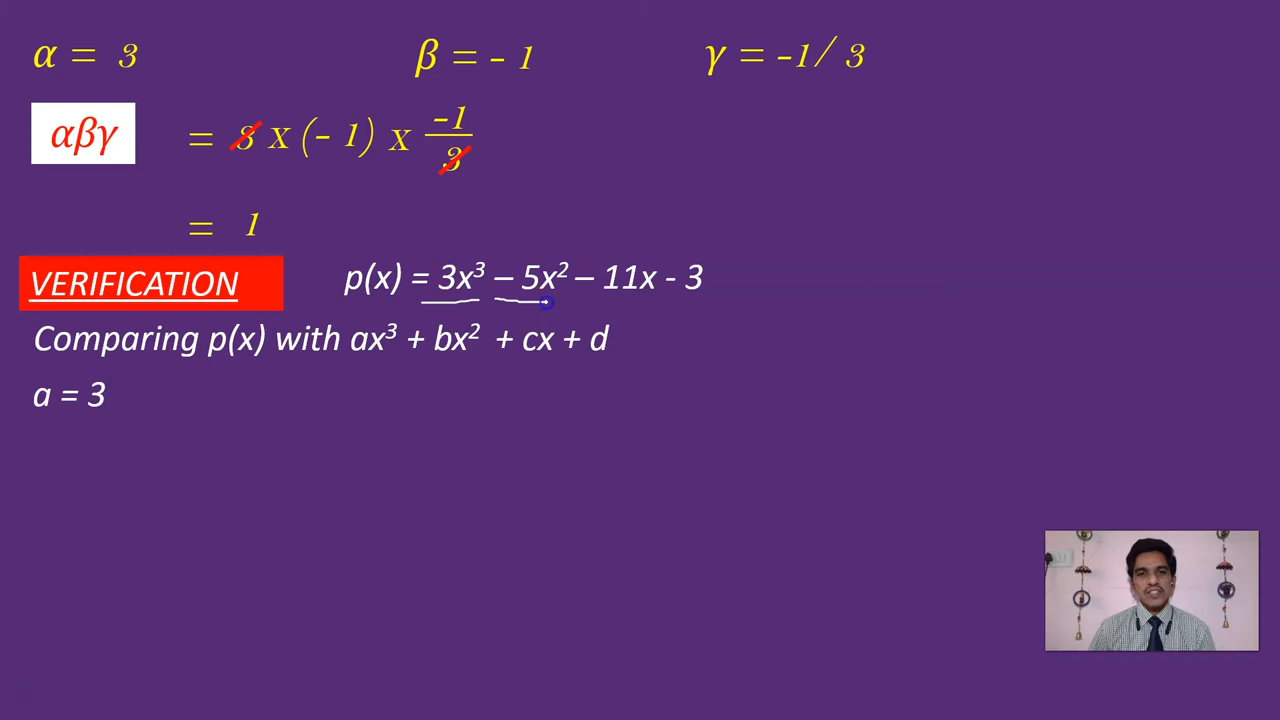 α = 3 β = - 1 γ = -1/ 3
αβγ = 3 x (- 1) x -1/3
= 1
VERIFICATION p(x) = 3x³ – 5x² – 11x - 3
Comparing p(x) with ax³ + bx² + cx + d
a = 3